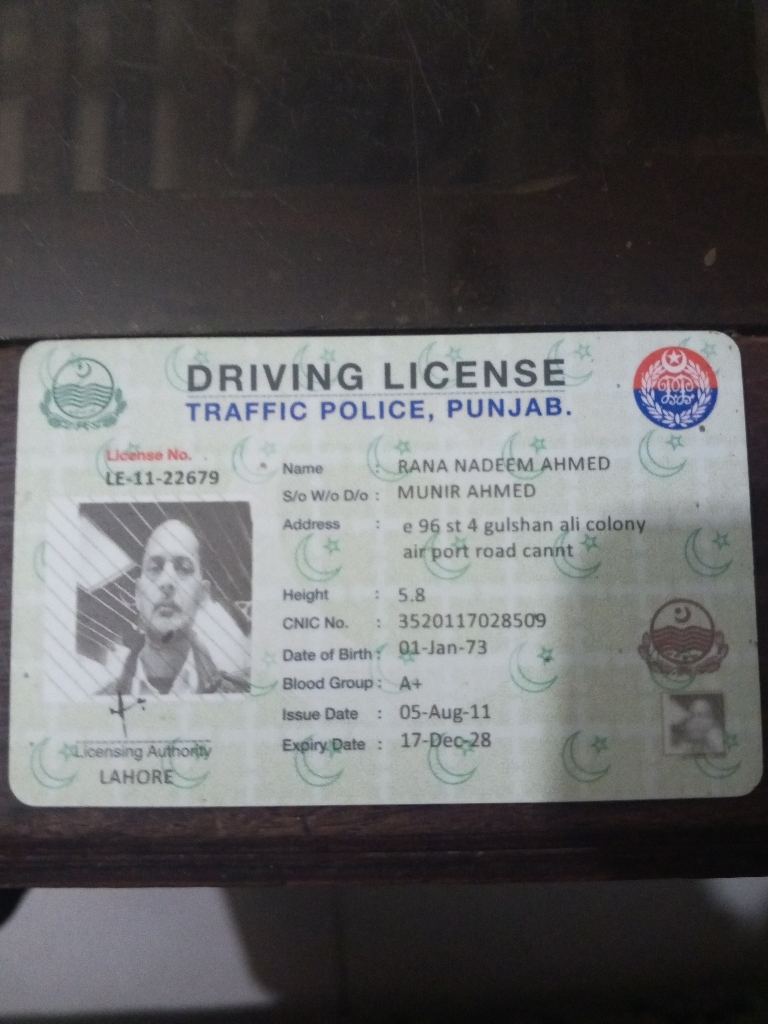 DRIVING LICENSE
TRAFFIC POLICE, PUNJAB.
License No.
LE-11-22679
Name : RANA NADEEM AHMED
S/o W/o D/o : MUNIR AHMED
Address : e 96 st 4 gulshan ali colony
air port road cannt
Height : 5.8
CNIC No. : 3520117028509
Date of Birth : 01-Jan-73
Blood Group : A+
Issue Date : 05-Aug-11
Expiry Date : 17-Dec-28
Licensing Authority
LAHORE